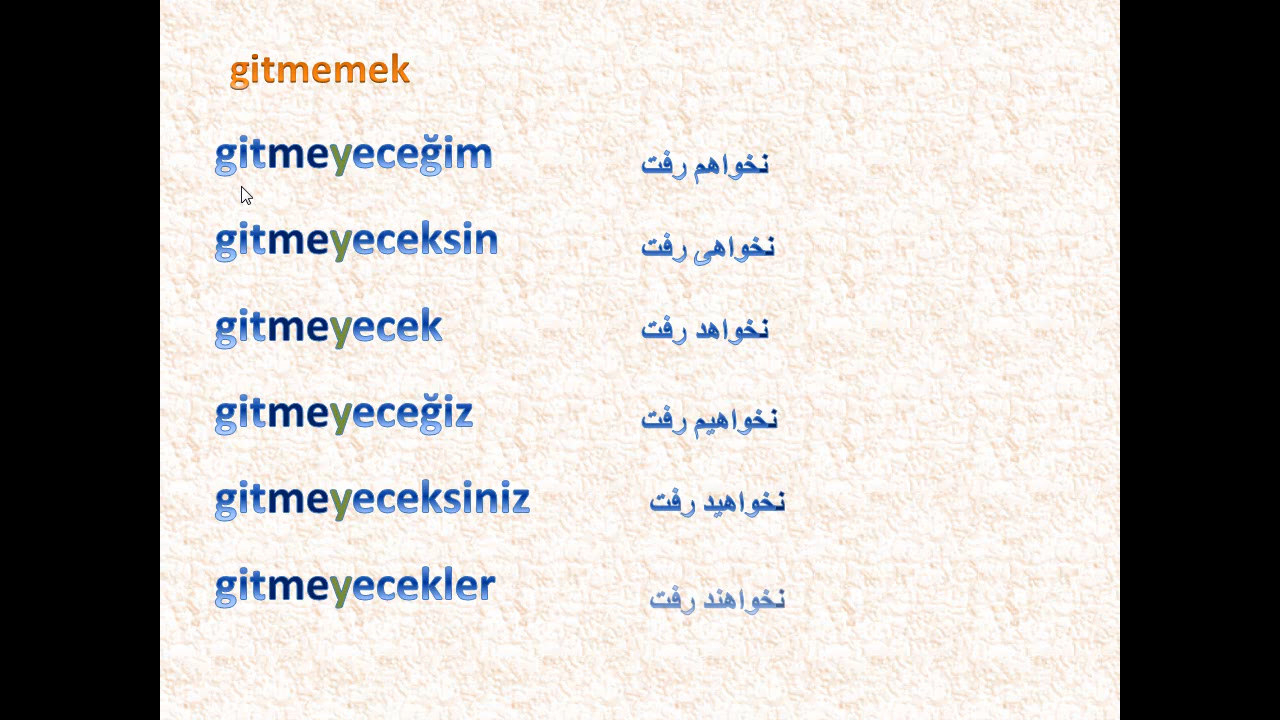 gitmemek
gitmeyeceğim نخواهم رفت
gitmeyeceksin نخواهی رفت
gitmeyecek نخواهد رفت
gitmeyeceğiz نخواهیم رفت
gitmeyeceksiniz نخواهید رفت
gitmeyecekler نخواهند رفت